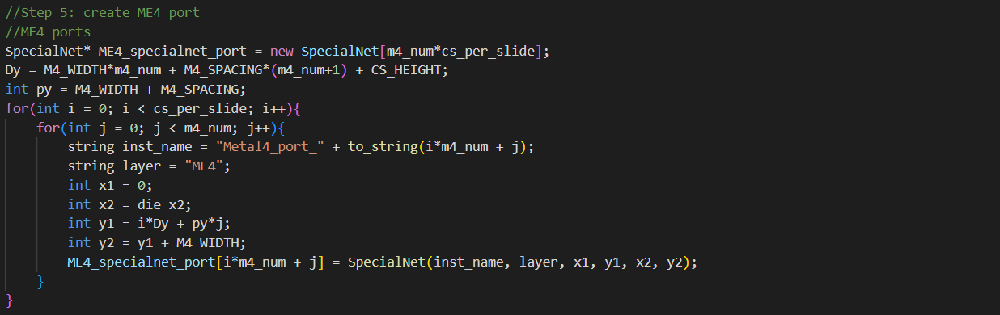 //Step 5: create ME4 port
//ME4 ports
SpecialNet* ME4_specialnet_port = new SpecialNet[m4_num*cs_per_slide];
Dy = M4_WIDTH*m4_num + M4_SPACING*(m4_num+1) + CS_HEIGHT;
int py = M4_WIDTH + M4_SPACING;
for(int i = 0; i < cs_per_slide; i++){
    for(int j = 0; j < m4_num; j++){
        string inst_name = "Metal4_port_" + to_string(i*m4_num + j);
        string layer = "ME4";
        int x1 = 0;
        int x2 = die_x2;
        int y1 = i*Dy + py*j;
        int y2 = y1 + M4_WIDTH;
        ME4_specialnet_port[i*m4_num + j] = SpecialNet(inst_name, layer, x1, y1, x2, y2);
    }
}